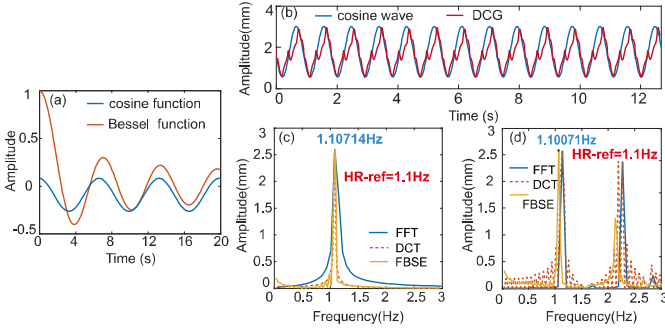 (a)
cosine function
Bessel function
1
0.5
0
-0.5
Amplitude
0 4 8 12 16 20
Time (s)
(b)
cosine wave
DCG
4
3
2
1
0
Amplitude(mm)
0 2 4 6 8 10 12
Time (s)
(c)
1.10714Hz
HR-ref=1.1Hz
FFT
DCT
FBSE
3
2.5
2
1.5
1
0.5
0
Amplitude(mm)
0 0.5 1 1.5 2 2.5 3
Frequency(Hz)
(d)
1.10071Hz
HR-ref=1.1Hz
FFT
DCT
FBSE
3
2.5
2
1.5
1
0.5
0
Amplitude(mm)
0 0.5 1 1.5 2 2.5 3
Frequency(Hz)